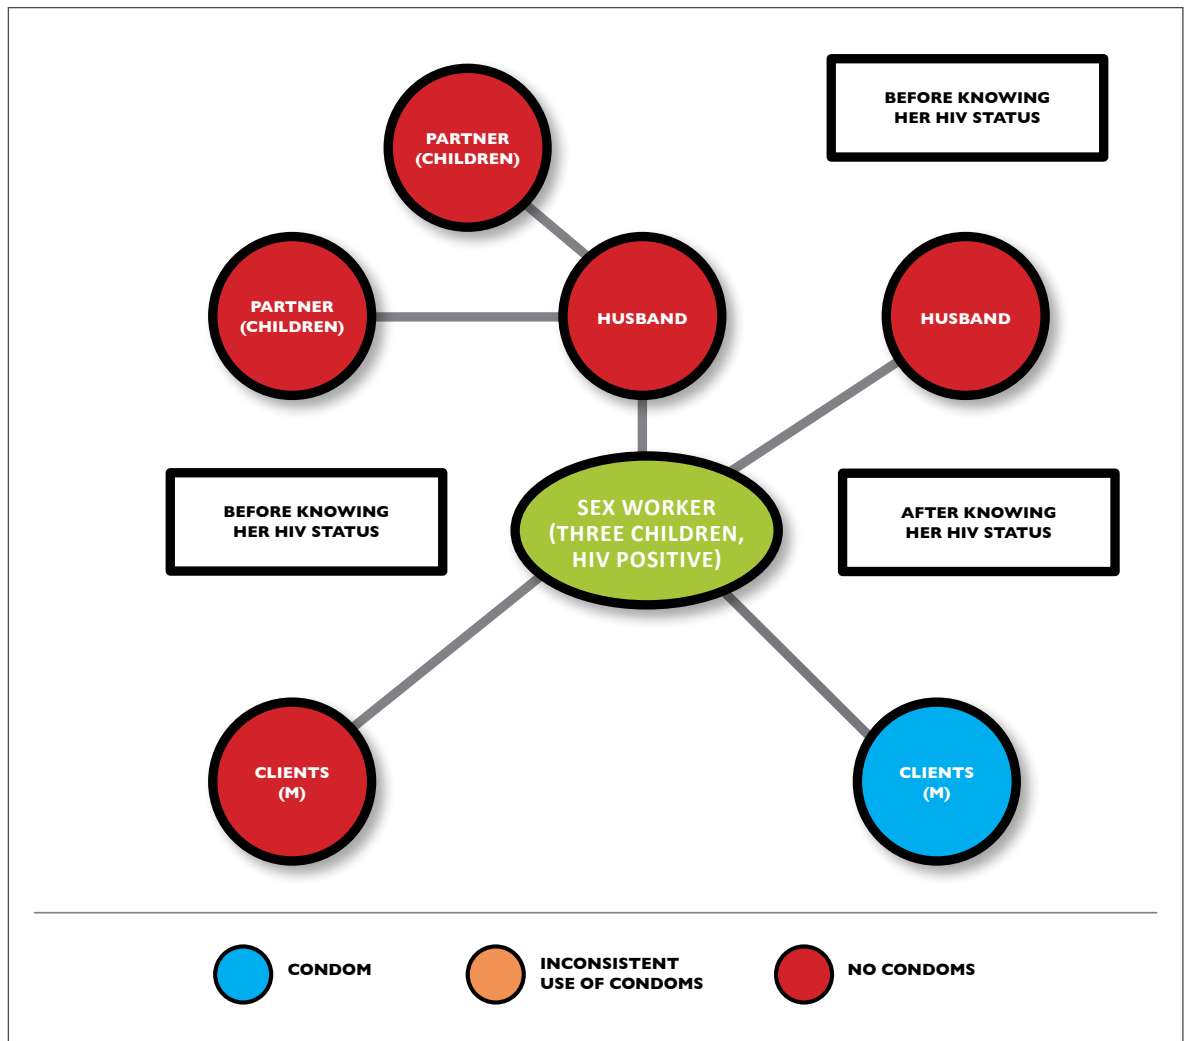 BEFORE KNOWING
HER HIV STATUS
PARTNER
(CHILDREN)
PARTNER
(CHILDREN)
HUSBAND
HUSBAND
BEFORE KNOWING
HER HIV STATUS
SEX WORKER
(THREE CHILDREN,
HIV POSITIVE)
AFTER KNOWING
HER HIV STATUS
CLIENTS
(M)
CLIENTS
(M)
CONDOM
INCONSISTENT
USE OF CONDOMS
NO CONDOMS